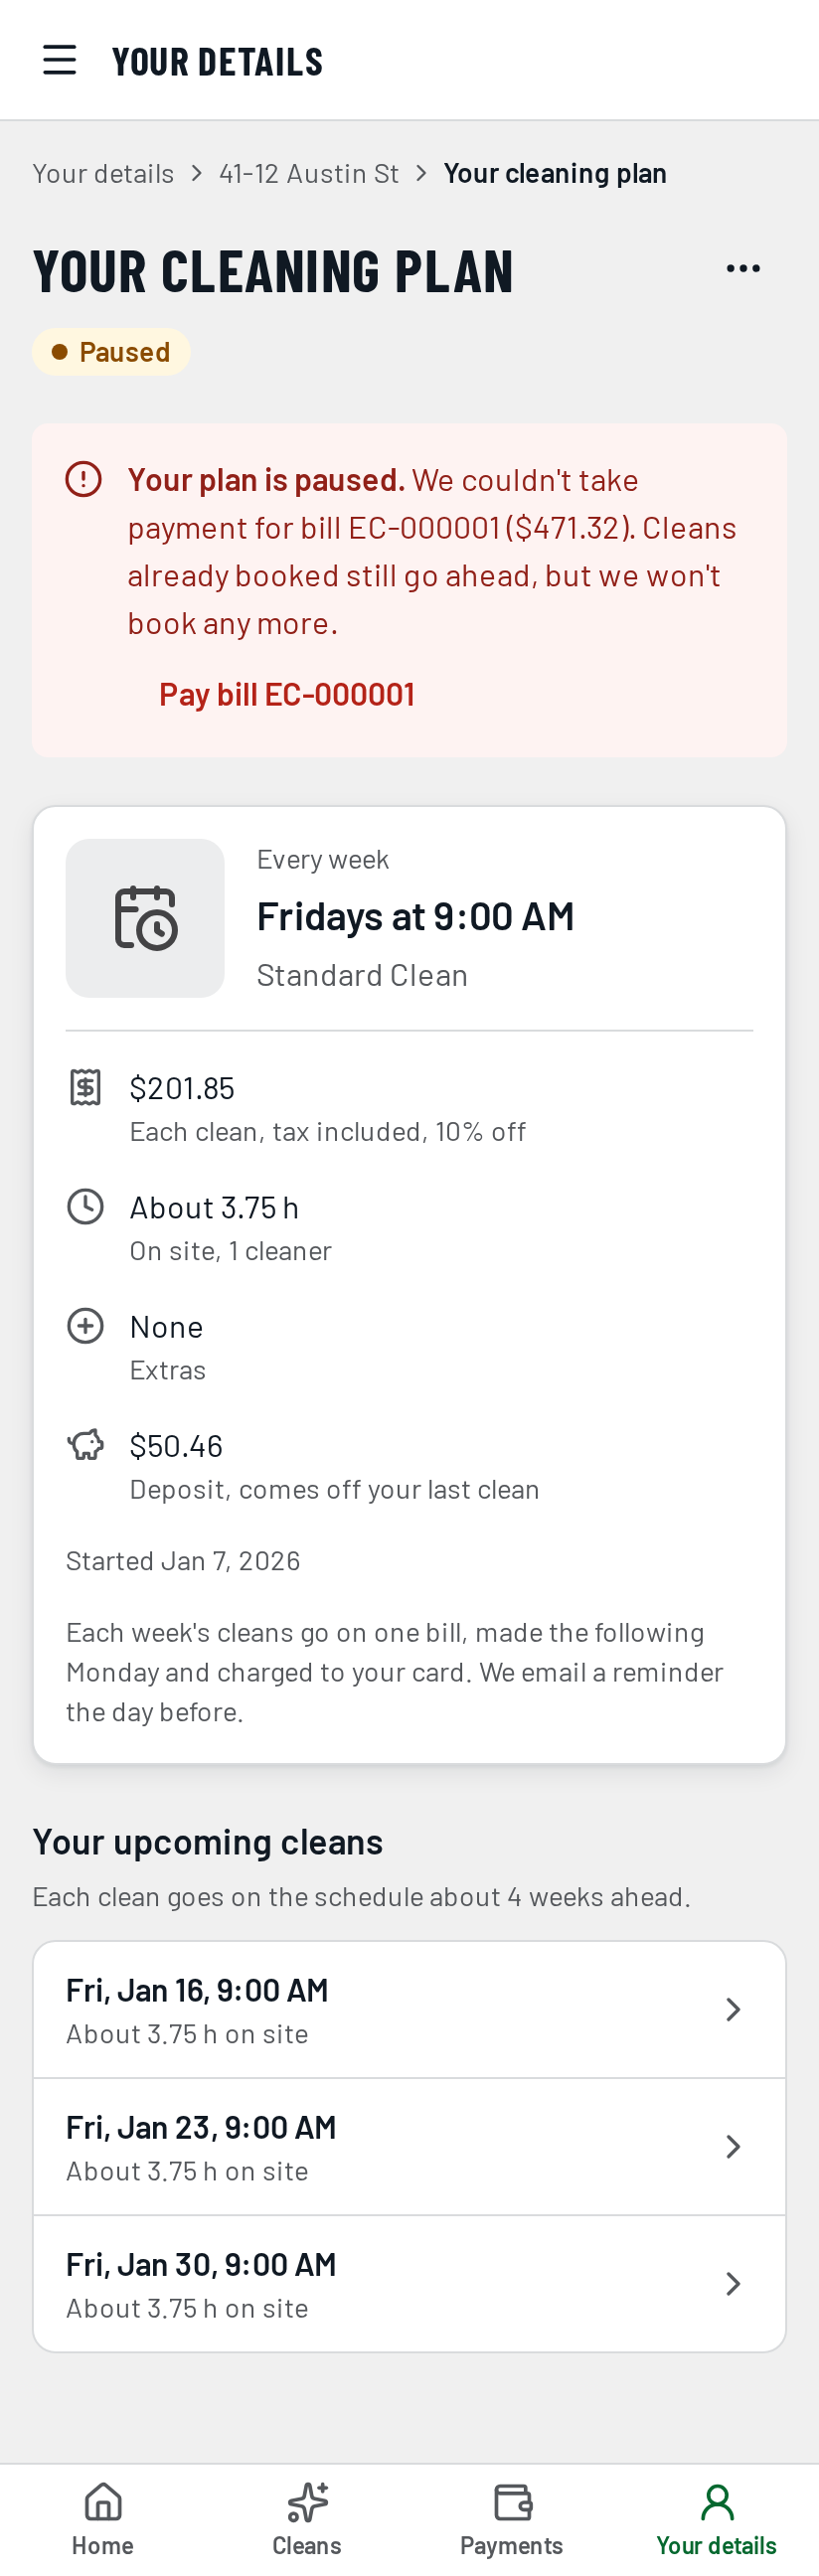 YOUR DETAILS
Your details > 41-12 Austin St > Your cleaning plan
YOUR CLEANING PLAN
Paused
Your plan is paused. We couldn't take
payment for bill EC-000001 ($471.32). Cleans
already booked still go ahead, but we won't
book any more.
Pay bill EC-000001
Every week
Fridays at 9:00 AM
Standard Clean
$201.85
Each clean, tax included, 10% off
About 3.75 h
On site, 1 cleaner
None
Extras
$50.46
Deposit, comes off your last clean
Started Jan 7, 2026
Each week's cleans go on one bill, made the following
Monday and charged to your card. We email a reminder
the day before.
Your upcoming cleans
Each clean goes on the schedule about 4 weeks ahead.
Fri, Jan 16, 9:00 AM
About 3.75 h on site
Fri, Jan 23, 9:00 AM
About 3.75 h on site
Fri, Jan 30, 9:00 AM
About 3.75 h on site
Home
Cleans
Payments
Your details